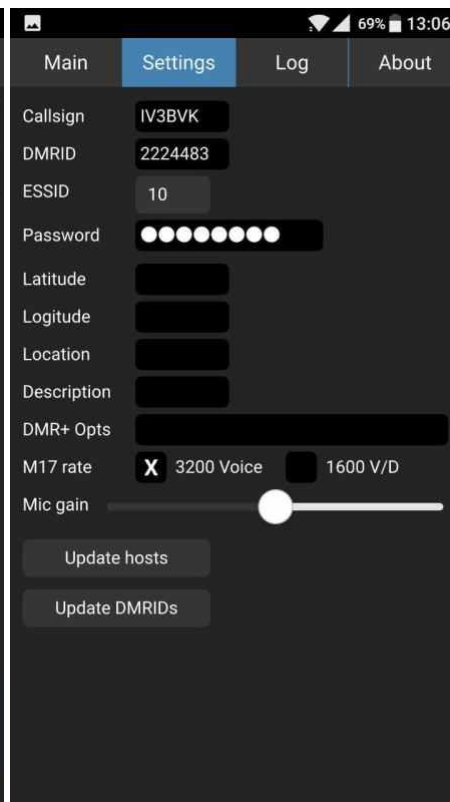 69% 13:06
Main Settings Log About
Callsign IV3BVK
DMRID 2224483
ESSID 10
Password
Latitude
Logitude
Location
Description
DMR+ Opts
M17 rate X 3200 Voice 1600 V/D
Mic gain
Update hosts
Update DMRIDs